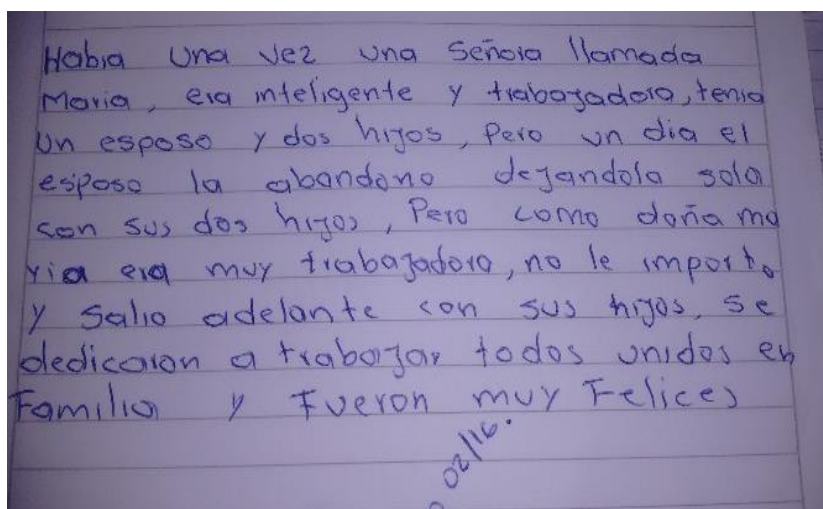 Habia una vez una Señora llamada
Maria, era inteligente y trabajadora, tenia
un esposo y dos hijos, Pero un dia el
esposo la abandono dejandola sola
con sus dos hijos, Pero como doña ma
ria era muy trabajadora, no le importo
y salio adelante con sus hijos, se
dedicaron a trabajar todos unidos en
Familia y Fueron muy Felices
02/16.